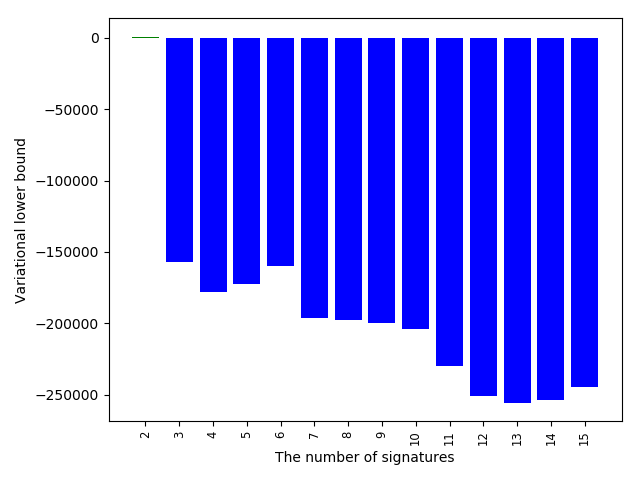 0
−50000
−100000
−150000
−200000
−250000
Variational lower bound
2 3 4 5 6 7 8 9 10 11 12 13 14 15
The number of signatures